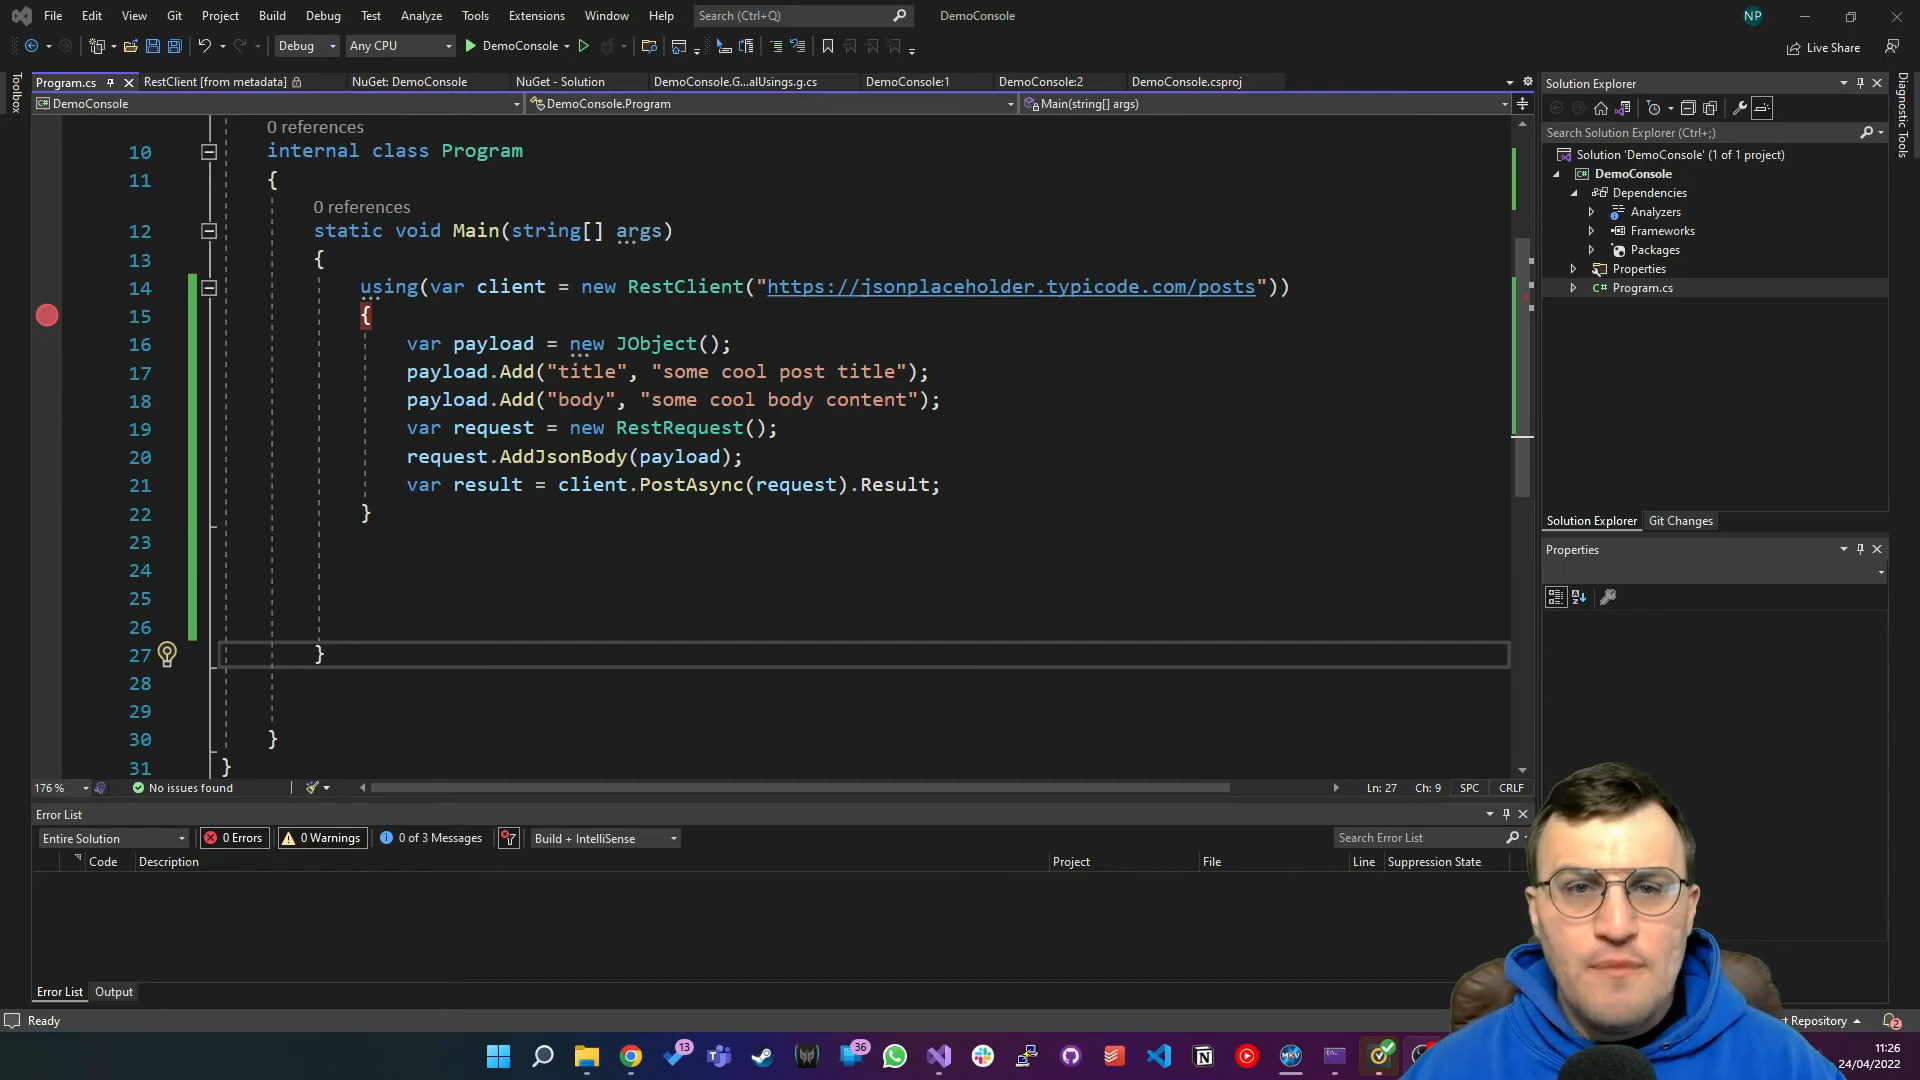 File Edit View Git Project Build Debug Test Analyze Tools Extensions Window Help Search (Ctrl+Q) DemoConsole NP
Debug Any CPU DemoConsole Live Share
Toolbox
Program.cs RestClient [from metadata] NuGet: DemoConsole NuGet - Solution DemoConsole.G...alUsings.g.cs DemoConsole:1 DemoConsole:2 DemoConsole.csproj
DemoConsole DemoConsole.Program Main(string[] args)
0 references
10 internal class Program
11 {
0 references
12 static void Main(string[] args)
13 {
14 using(var client = new RestClient("https://jsonplaceholder.typicode.com/posts"))
15 {
16 var payload = new JObject();
17 payload.Add("title", "some cool post title");
18 payload.Add("body", "some cool body content");
19 var request = new RestRequest();
20 request.AddJsonBody(payload);
21 var result = client.PostAsync(request).Result;
22 }
23
24
25
26
27 }
28
29
30 }
31 }
176 % No issues found Ln: 27 Ch: 9 SPC CRLF
Error List
Entire Solution 0 Errors 0 Warnings 0 of 3 Messages Build + IntelliSense Search Error List
Code Description Project File Line Suppression State
Error List Output
Solution Explorer
Search Solution Explorer (Ctrl+;)
Solution 'DemoConsole' (1 of 1 project)
DemoConsole
Dependencies
Analyzers
Frameworks
Packages
Properties
C# Program.cs
Solution Explorer Git Changes
Properties
Diagnostic Tools
Ready
Repository 2
13 36 MKV
11:26
24/04/2022